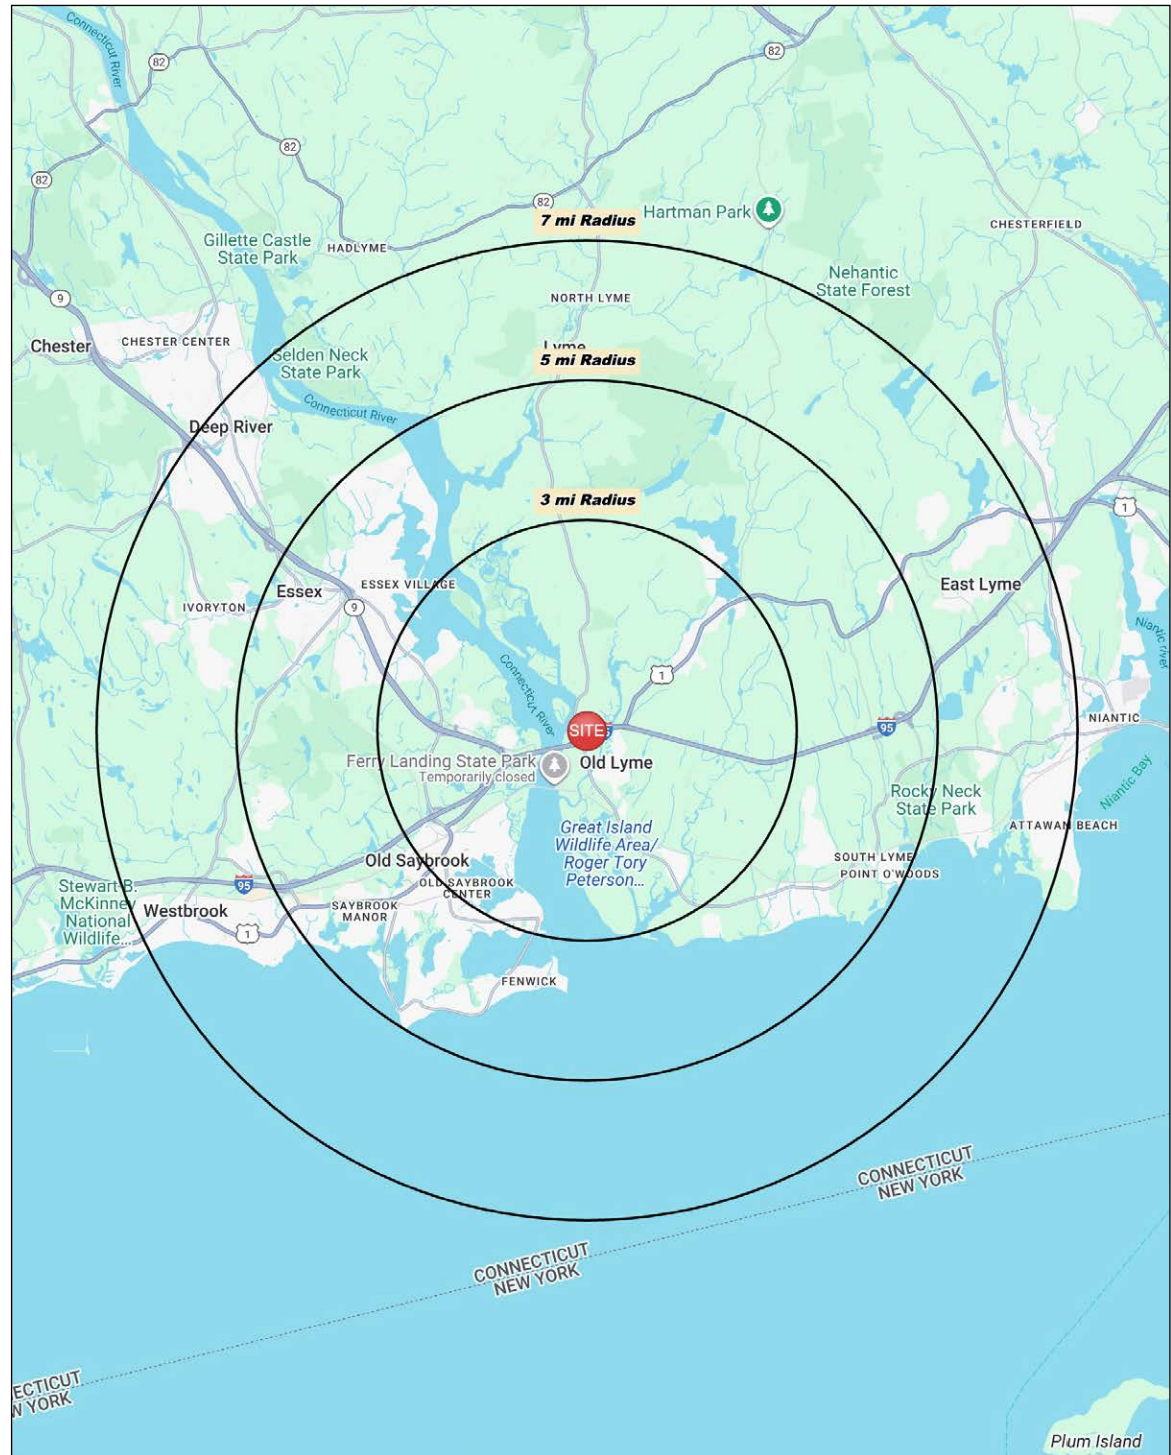 Connecticut River
82
82
82
82
82
7 mi Radius
Hartman Park
Gillette Castle
State Park
HADLYME
CHESTERFIELD
Nehantic
State Forest
9
NORTH LYME
Chester
CHESTER CENTER
Lyme
Selden Neck
State Park
5 mi Radius
Connecticut River
Deep River
3 mi Radius
1
Essex
ESSEX VILLAGE
East Lyme
IVORYTON
9
Niantic River
Connecticut
River
1
NIANTIC
SITE
95
Ferry Landing State Park
Temporarily closed
Old Lyme
Niantic Bay
Rocky Neck
State Park
ATTAWAN BEACH
Great Island
Wildlife Area/
Roger Tory
Peterson...
SOUTH LYME
POINT O'WOODS
Old Saybrook
OLD SAYBROOK
CENTER
95
Stewart B.
McKinney
National
Wildlife...
Westbrook
SAYBROOK
MANOR
1
FENWICK
CONNECTICUT
NEW YORK
CONNECTICUT
NEW YORK
ECTICUT
W YORK
Plum Island